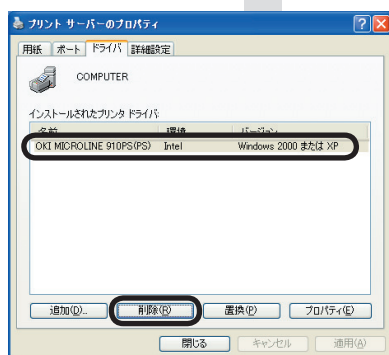 プリント サーバーのプロパティ
用紙 ポート ドライバ 詳細設定
COMPUTER
インストールされたプリンタ ドライバ:
名前 環境 バージョン
OKI MICROLINE 910PS(PS) Intel Windows 2000 または XP
追加(D)... 削除(R) 置換(P) プロパティ(E)
閉じる キャンセル 適用(A)